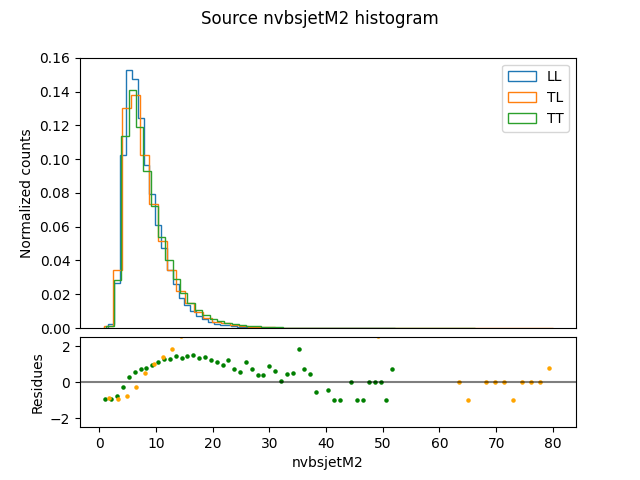 Source nvbsjetM2 histogram
0.16
0.14
0.12
0.10
0.08
0.06
0.04
0.02
0.00
Normalized counts
LL
TL
TT
2
0
−2
Residues
0 10 20 30 40 50 60 70 80
nvbsjetM2